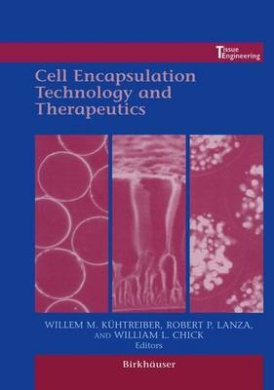 Tissue
Engineering
Cell Encapsulation
Technology and
Therapeutics
WILLEM M. KÜHTREIBER, ROBERT P. LANZA,
AND WILLIAM L. CHICK
Editors
Birkhäuser